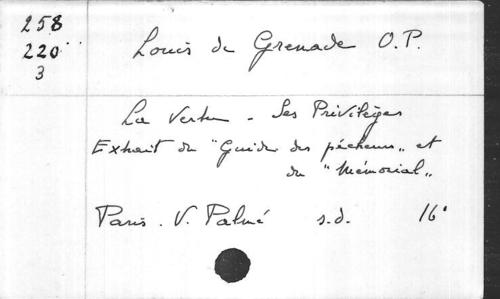 258
220
3
Louis de Grenade O.P.
La Vertu - Ses Privilèges
Extrait du "Guide des pécheurs" et
du "Mémorial"
Paris. V. Palmé s.d. 16°